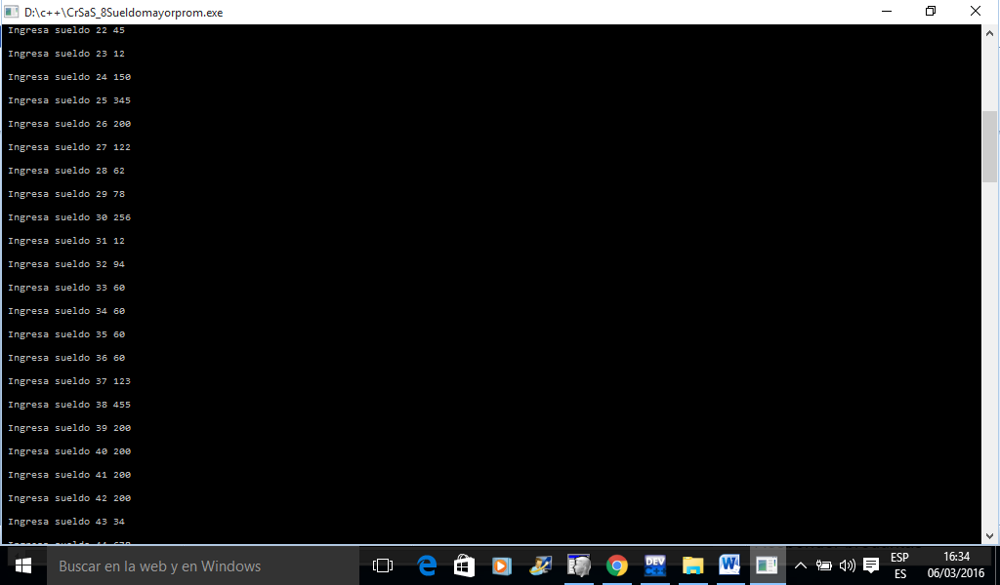 D:\c++\CrSaS_8Sueldomayorprom.exe
Ingresa sueldo 22 45
Ingresa sueldo 23 12
Ingresa sueldo 24 150
Ingresa sueldo 25 345
Ingresa sueldo 26 200
Ingresa sueldo 27 122
Ingresa sueldo 28 62
Ingresa sueldo 29 78
Ingresa sueldo 30 256
Ingresa sueldo 31 12
Ingresa sueldo 32 94
Ingresa sueldo 33 60
Ingresa sueldo 34 60
Ingresa sueldo 35 60
Ingresa sueldo 36 60
Ingresa sueldo 37 123
Ingresa sueldo 38 455
Ingresa sueldo 39 200
Ingresa sueldo 40 200
Ingresa sueldo 41 200
Ingresa sueldo 42 200
Ingresa sueldo 43 34
Ingresa sueldo 44
Buscar en la web y en Windows
DEV
ESP
ES
16:34
06/03/2016